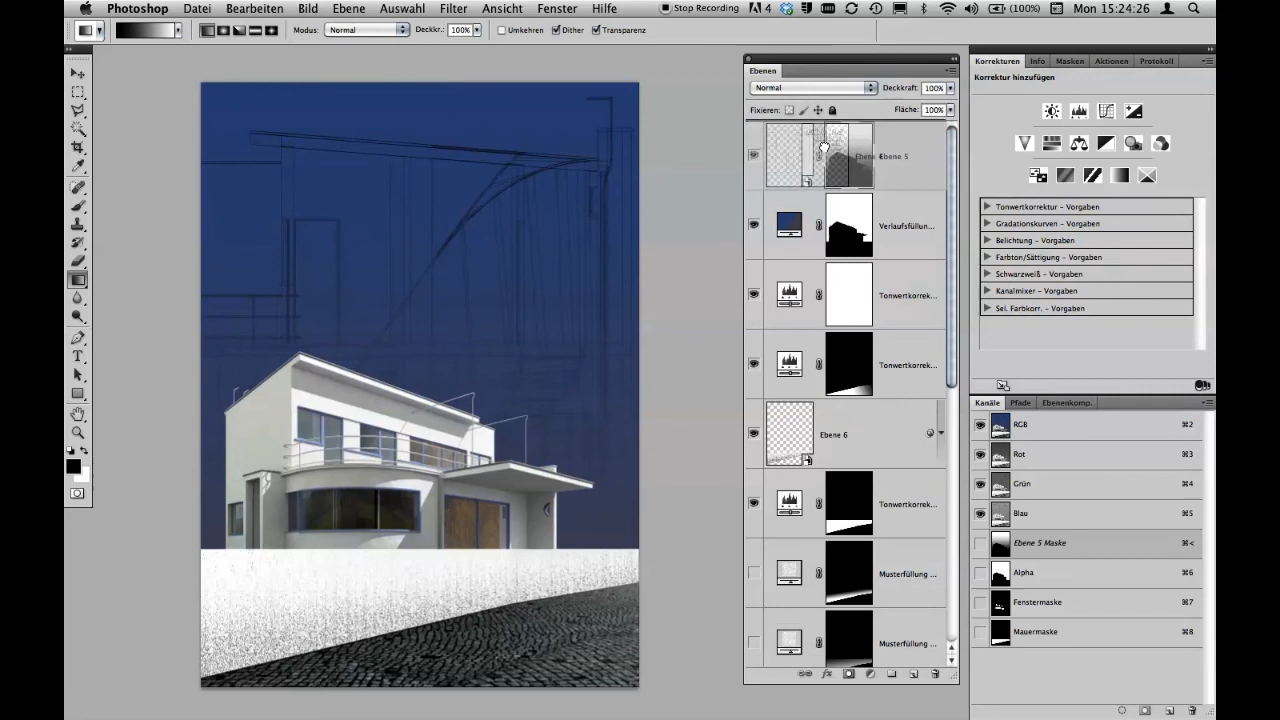 Photoshop Datei Bearbeiten Bild Ebene Auswahl Filter Ansicht Fenster Hilfe Stop Recording 4 (100%) Mon 15:24:26
Modus: Normal Deckkr.: 100% Umkehren Dither Transparenz
Ebenen
Normal Deckkraft: 100%
Fixieren: Fläche: 100%
Ebene 5
Verlaufsfüllun...
Tonwertkorrek...
Tonwertkorrek...
Ebene 6
Tonwertkorrek...
Musterfüllung ...
Musterfüllung ...
Korrekturen Info Masken Aktionen Protokoll
Korrektur hinzufügen
Tonwertkorrektur - Vorgaben
Gradationskurven - Vorgaben
Belichtung - Vorgaben
Farbton/Sättigung - Vorgaben
Schwarzweiß - Vorgaben
Kanalmixer - Vorgaben
Sel. Farbkorr. - Vorgaben
Kanäle Pfade Ebenenkomp.
RGB ⌘2
Rot ⌘3
Grün ⌘4
Blau ⌘5
Ebene 5 Maske ⌘<
Alpha ⌘6
Fenstermaske ⌘7
Mauermaske ⌘8